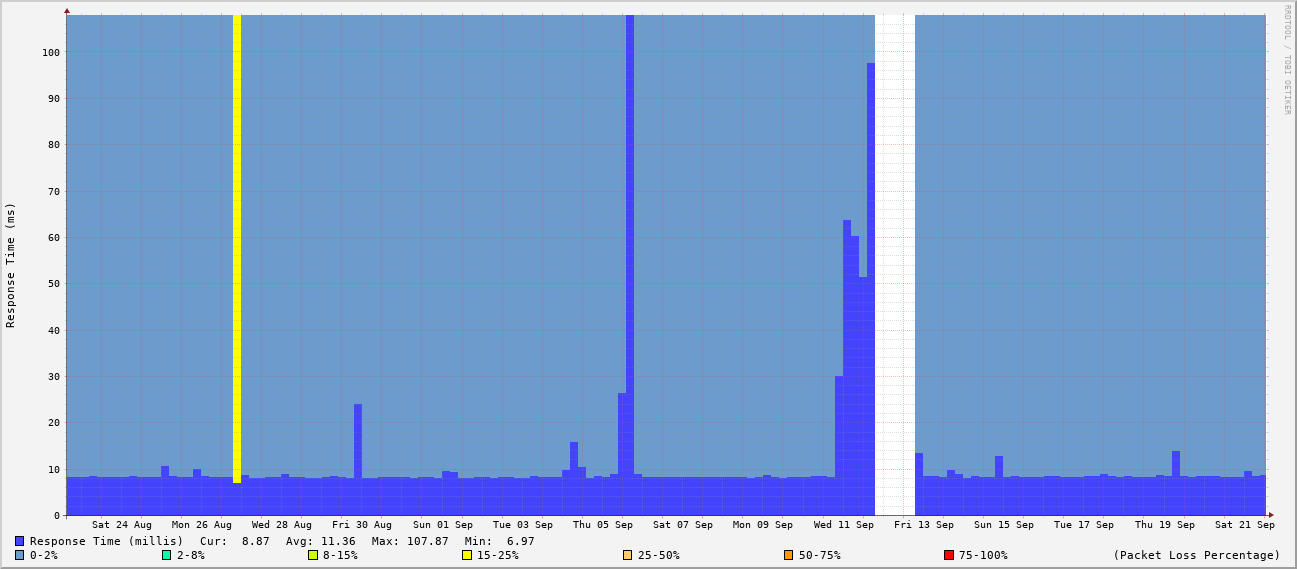 RRDTOOL / TOBI OETIKER
Response Time (ms)
100
90
80
70
60
50
40
30
20
10
0
Sat 24 Aug Mon 26 Aug Wed 28 Aug Fri 30 Aug Sun 01 Sep Tue 03 Sep Thu 05 Sep Sat 07 Sep Mon 09 Sep Wed 11 Sep Fri 13 Sep Sun 15 Sep Tue 17 Sep Thu 19 Sep Sat 21 Sep
Response Time (millis) Cur: 8.87 Avg: 11.36 Max: 107.87 Min: 6.97
0-2% 2-8% 8-15% 15-25% 25-50% 50-75% 75-100% (Packet Loss Percentage)